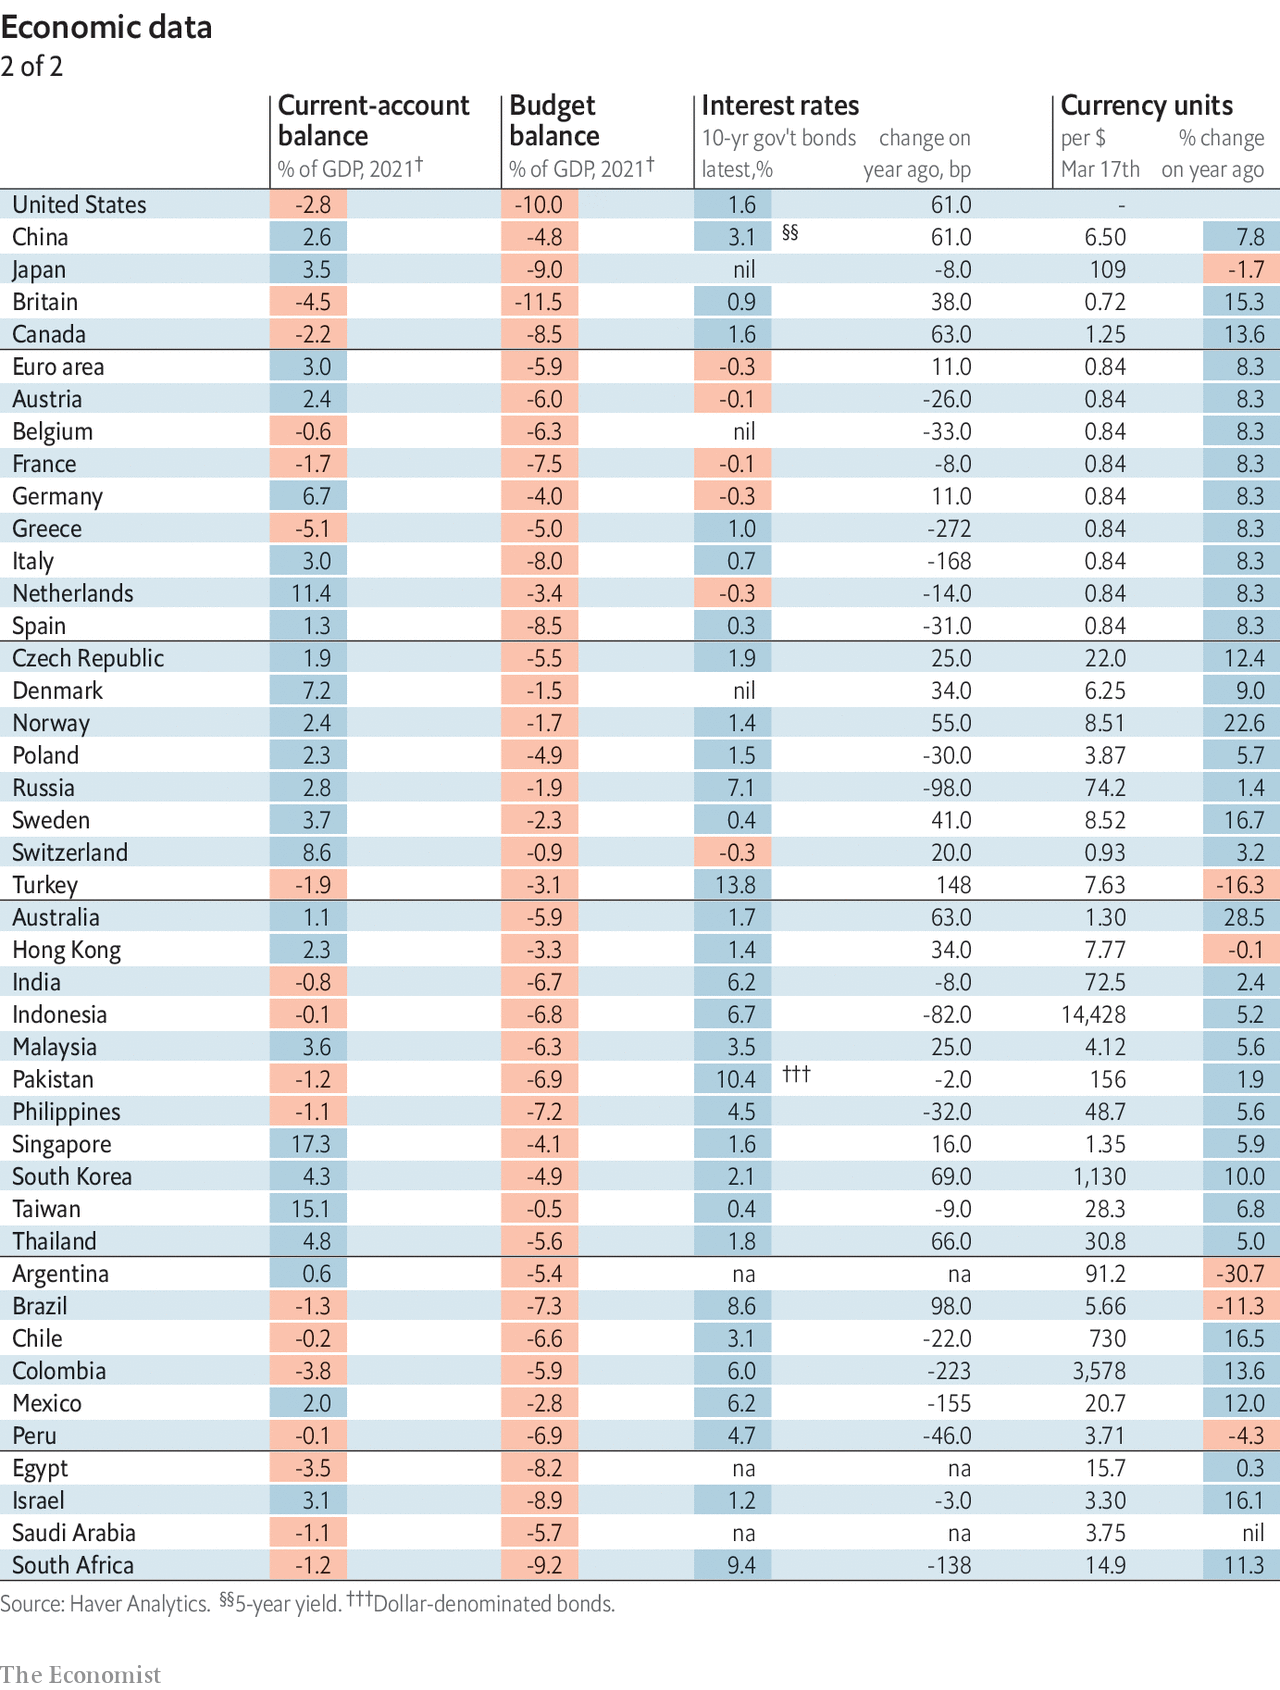 Economic data
2 of 2
Current-account balance Budget balance Interest rates Currency units
% of GDP, 2021† % of GDP, 2021† 10-yr gov't bonds latest,% change on year ago, bp per $ Mar 17th % change on year ago
United States -2.8 -10.0 1.6 61.0 -
China 2.6 -4.8 3.1 §§ 61.0 6.50 7.8
Japan 3.5 -9.0 nil -8.0 109 -1.7
Britain -4.5 -11.5 0.9 38.0 0.72 15.3
Canada -2.2 -8.5 1.6 63.0 1.25 13.6
Euro area 3.0 -5.9 -0.3 11.0 0.84 8.3
Austria 2.4 -6.0 -0.1 -26.0 0.84 8.3
Belgium -0.6 -6.3 nil -33.0 0.84 8.3
France -1.7 -7.5 -0.1 -8.0 0.84 8.3
Germany 6.7 -4.0 -0.3 11.0 0.84 8.3
Greece -5.1 -5.0 1.0 -272 0.84 8.3
Italy 3.0 -8.0 0.7 -168 0.84 8.3
Netherlands 11.4 -3.4 -0.3 -14.0 0.84 8.3
Spain 1.3 -8.5 0.3 -31.0 0.84 8.3
Czech Republic 1.9 -5.5 1.9 25.0 22.0 12.4
Denmark 7.2 -1.5 nil 34.0 6.25 9.0
Norway 2.4 -1.7 1.4 55.0 8.51 22.6
Poland 2.3 -4.9 1.5 -30.0 3.87 5.7
Russia 2.8 -1.9 7.1 -98.0 74.2 1.4
Sweden 3.7 -2.3 0.4 41.0 8.52 16.7
Switzerland 8.6 -0.9 -0.3 20.0 0.93 3.2
Turkey -1.9 -3.1 13.8 148 7.63 -16.3
Australia 1.1 -5.9 1.7 63.0 1.30 28.5
Hong Kong 2.3 -3.3 1.4 34.0 7.77 -0.1
India -0.8 -6.7 6.2 -8.0 72.5 2.4
Indonesia -0.1 -6.8 6.7 -82.0 14,428 5.2
Malaysia 3.6 -6.3 3.5 25.0 4.12 5.6
Pakistan -1.2 -6.9 10.4 ††† -2.0 156 1.9
Philippines -1.1 -7.2 4.5 -32.0 48.7 5.6
Singapore 17.3 -4.1 1.6 16.0 1.35 5.9
South Korea 4.3 -4.9 2.1 69.0 1,130 10.0
Taiwan 15.1 -0.5 0.4 -9.0 28.3 6.8
Thailand 4.8 -5.6 1.8 66.0 30.8 5.0
Argentina 0.6 -5.4 na na 91.2 -30.7
Brazil -1.3 -7.3 8.6 98.0 5.66 -11.3
Chile -0.2 -6.6 3.1 -22.0 730 16.5
Colombia -3.8 -5.9 6.0 -223 3,578 13.6
Mexico 2.0 -2.8 6.2 -155 20.7 12.0
Peru -0.1 -6.9 4.7 -46.0 3.71 -4.3
Egypt -3.5 -8.2 na na 15.7 0.3
Israel 3.1 -8.9 1.2 -3.0 3.30 16.1
Saudi Arabia -1.1 -5.7 na na 3.75 nil
South Africa -1.2 -9.2 9.4 -138 14.9 11.3
Source: Haver Analytics. §§5-year yield. †††Dollar-denominated bonds.
The Economist